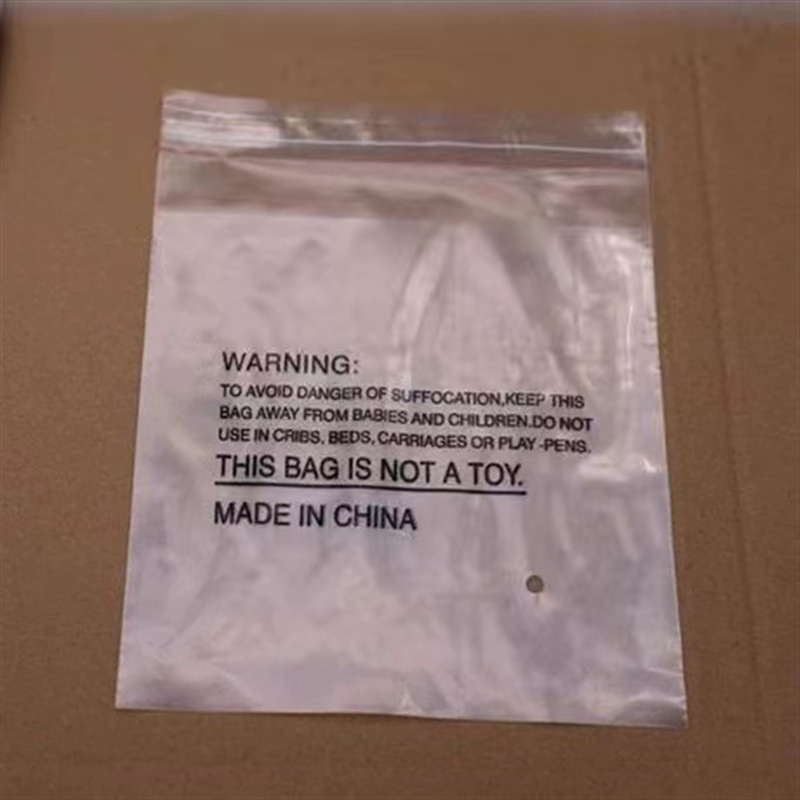 WARNING:
TO AVOID DANGER OF SUFFOCATION,KEEP THIS
BAG AWAY FROM BABIES AND CHILDREN.DO NOT
USE IN CRIBS, BEDS, CARRIAGES OR PLAY-PENS.
THIS BAG IS NOT A TOY.
MADE IN CHINA